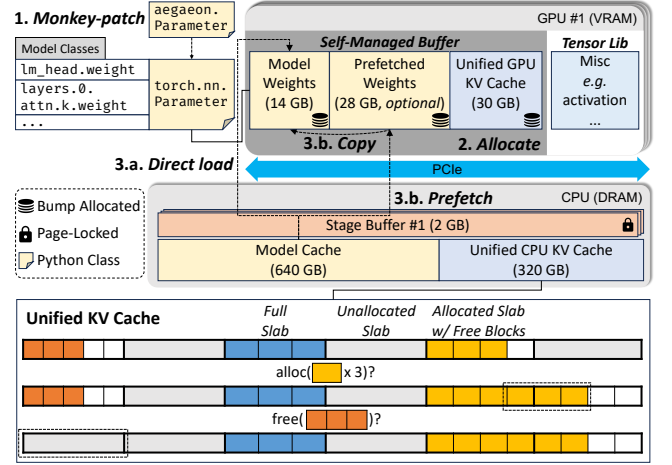 1. Monkey-patch
aegaeon.
Parameter
Model Classes
lm_head.weight
layers.0.
attn.k.weight
...
torch.nn.
Parameter
GPU #1 (VRAM)
Self-Managed Buffer
Tensor Lib
Model
Weights
(14 GB)
Prefetched
Weights
(28 GB, optional)
Unified GPU
KV Cache
(30 GB)
Misc
e.g.
activation
...
3.b. Copy
2. Allocate
3.a. Direct load
PCIe
3.b. Prefetch
CPU (DRAM)
Bump Allocated
Page-Locked
Python Class
Stage Buffer #1 (2 GB)
Model Cache
(640 GB)
Unified CPU KV Cache
(320 GB)
Unified KV Cache
Full
Slab
Unallocated
Slab
Allocated Slab
w/ Free Blocks
alloc( x 3)?
free( )?